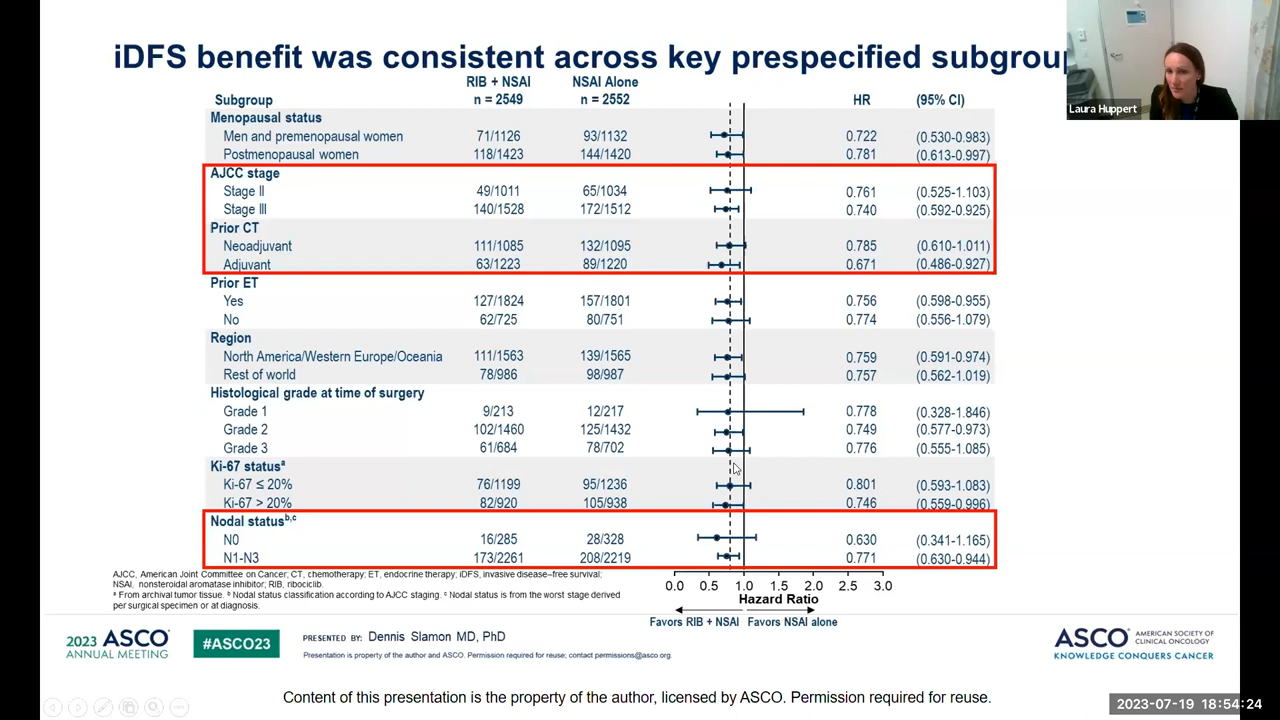 iDFS benefit was consistent across key prespecified subgroup
Laura Huppert
RIB + NSAI NSAI Alone
Subgroup n = 2549 n = 2552 HR (95% CI)
Menopausal status
Men and premenopausal women 71/1126 93/1132 0.722 (0.530-0.983)
Postmenopausal women 118/1423 144/1420 0.781 (0.613-0.997)
AJCC stage
Stage II 49/1011 65/1034 0.761 (0.525-1.103)
Stage III 140/1528 172/1512 0.740 (0.592-0.925)
Prior CT
Neoadjuvant 111/1085 132/1095 0.785 (0.610-1.011)
Adjuvant 63/1223 89/1220 0.671 (0.486-0.927)
Prior ET
Yes 127/1824 157/1801 0.756 (0.598-0.955)
No 62/725 80/751 0.774 (0.556-1.079)
Region
North America/Western Europe/Oceania 111/1563 139/1565 0.759 (0.591-0.974)
Rest of world 78/986 98/987 0.757 (0.562-1.019)
Histological grade at time of surgery
Grade 1 9/213 12/217 0.778 (0.328-1.846)
Grade 2 102/1460 125/1432 0.749 (0.577-0.973)
Grade 3 61/684 78/702 0.776 (0.555-1.085)
Ki-67 statusᵃ
Ki-67 ≤ 20% 76/1199 95/1236 0.801 (0.593-1.083)
Ki-67 > 20% 82/920 105/938 0.746 (0.559-0.996)
Nodal statusᵇ,ᶜ
N0 16/285 28/328 0.630 (0.341-1.165)
N1-N3 173/2261 208/2219 0.771 (0.630-0.944)
0.0 0.5 1.0 1.5 2.0 2.5 3.0
Hazard Ratio
Favors RIB + NSAI Favors NSAI alone
AJCC, American Joint Committee on Cancer; CT, chemotherapy; ET, endocrine therapy; iDFS, invasive disease–free survival;
NSAI, nonsteroidal aromatase inhibitor; RIB, ribociclib.
ᵃ From archival tumor tissue. ᵇ Nodal status classification according to AJCC staging. ᶜ Nodal status is from the worst stage derived
per surgical specimen or at diagnosis.
2023 ASCO
ANNUAL MEETING
#ASCO23
PRESENTED BY: Dennis Slamon MD, PhD
Presentation is property of the author and ASCO. Permission required for reuse; contact permissions@asco.org.
ASCO AMERICAN SOCIETY OF
CLINICAL ONCOLOGY
KNOWLEDGE CONQUERS CANCER
Content of this presentation is the property of the author, licensed by ASCO. Permission required for reuse.
2023-07-19 18:54:24